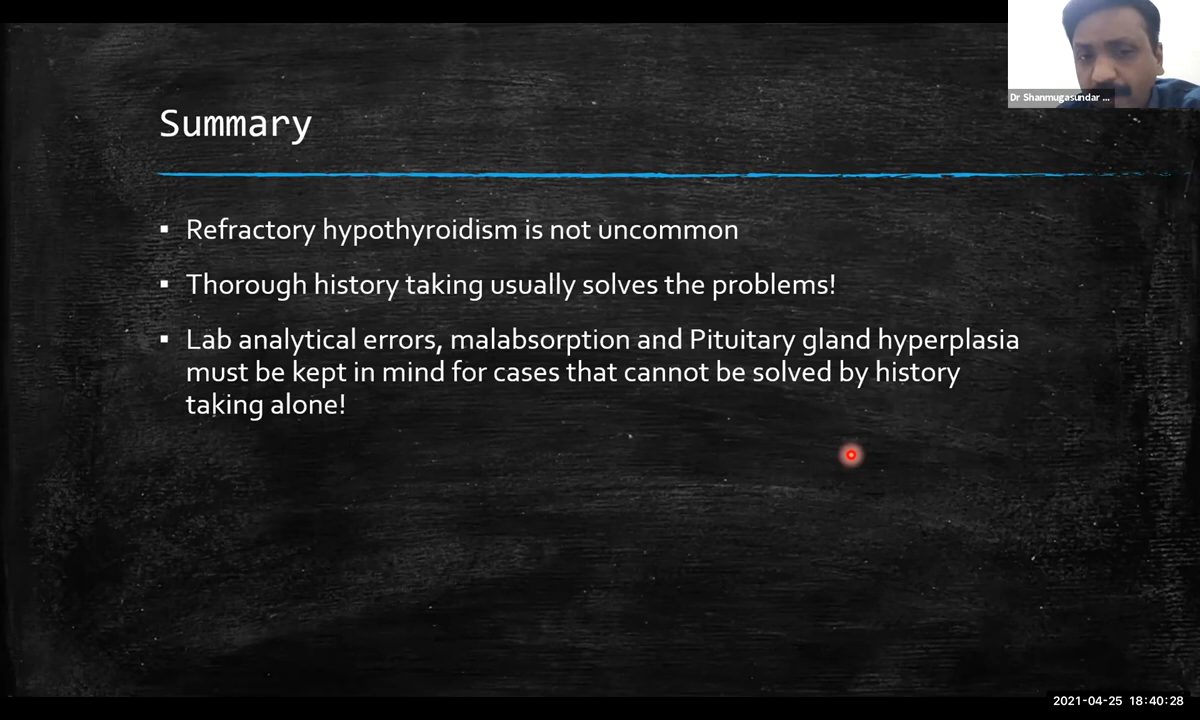 Dr Shanmugasundar ...
Summary
▪ Refractory hypothyroidism is not uncommon
▪ Thorough history taking usually solves the problems!
▪ Lab analytical errors, malabsorption and Pituitary gland hyperplasia
must be kept in mind for cases that cannot be solved by history
taking alone!
2021-04-25 18:40:28